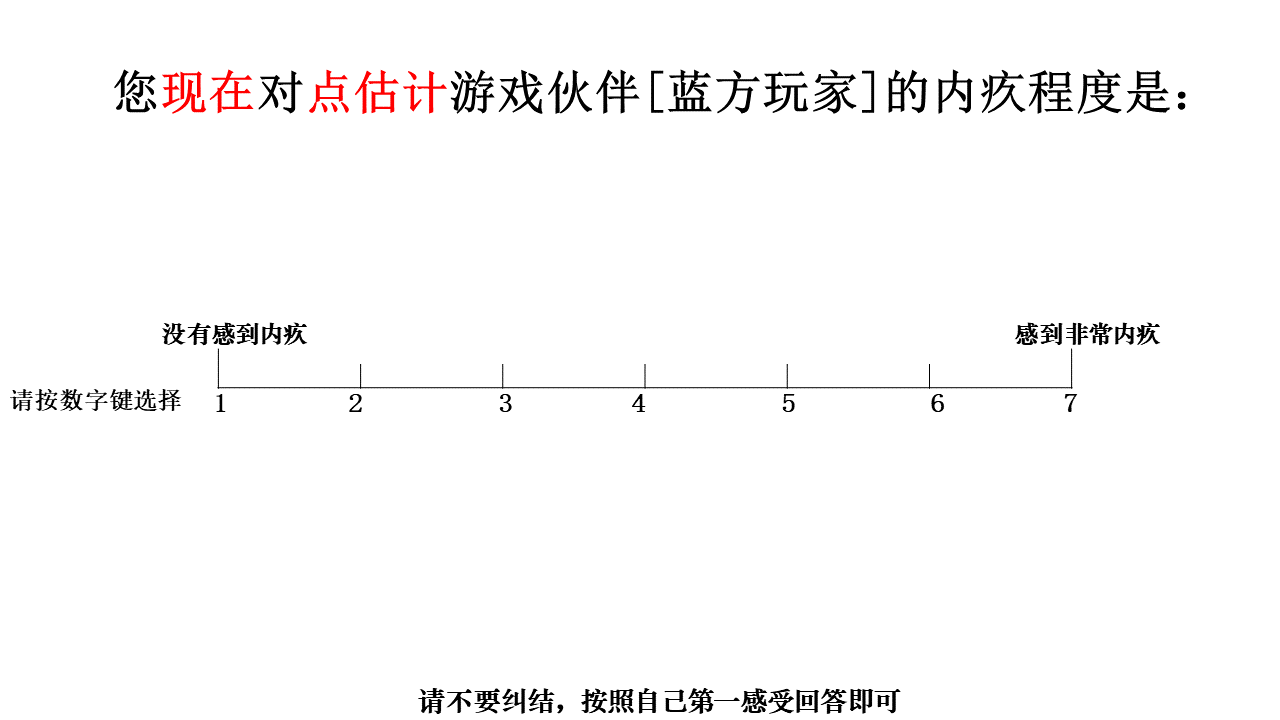 您现在对点估计游戏伙伴[蓝方玩家]的内疚程度是：
没有感到内疚 感到非常内疚
请按数字键选择 1 2 3 4 5 6 7
请不要纠结，按照自己第一感受回答即可